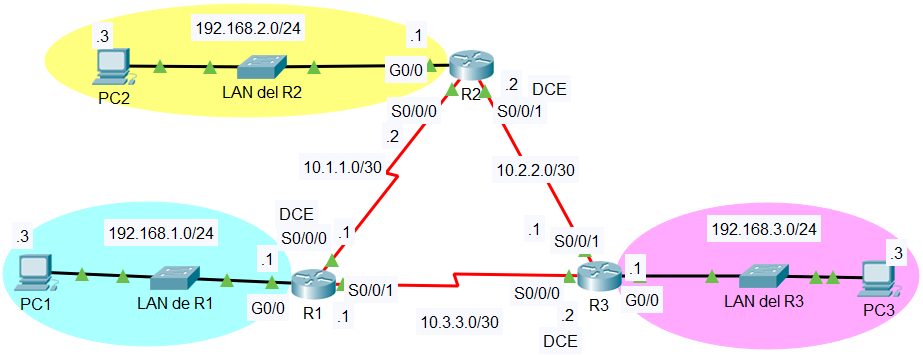 192.168.2.0/24
.3
.1
G0/0
PC2
LAN del R2
R2
.2
DCE
S0/0/0
S0/0/1
.2
10.1.1.0/30
10.2.2.0/30
DCE
.1
S0/0/0
192.168.1.0/24
.3
.1
PC1
LAN de R1
G0/0
R1
S0/0/1
.1
10.3.3.0/30
.1
S0/0/1
192.168.3.0/24
.3
.1
S0/0/0
R3
G0/0
LAN del R3
PC3
.2
DCE